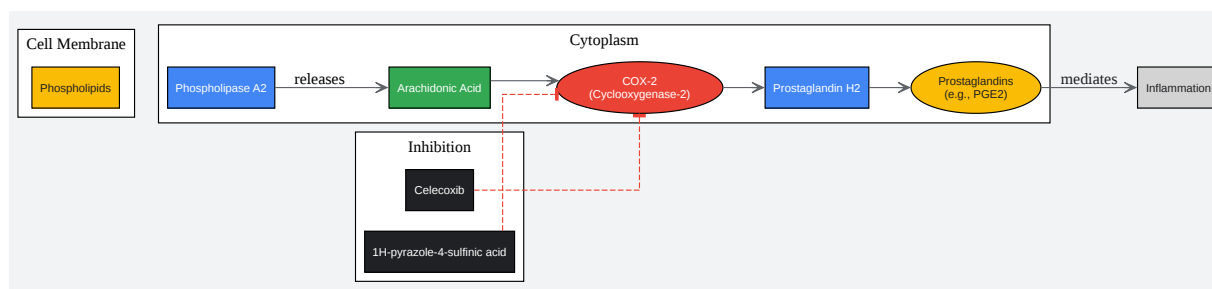 Cell Membrane
Phospholipids
Cytoplasm
Phospholipase A2
releases
Arachidonic Acid
COX-2
(Cyclooxygenase-2)
Prostaglandin H2
Prostaglandins
(e.g., PGE2)
mediates
Inflammation
Inhibition
Celecoxib
1H-pyrazole-4-sulfinic acid